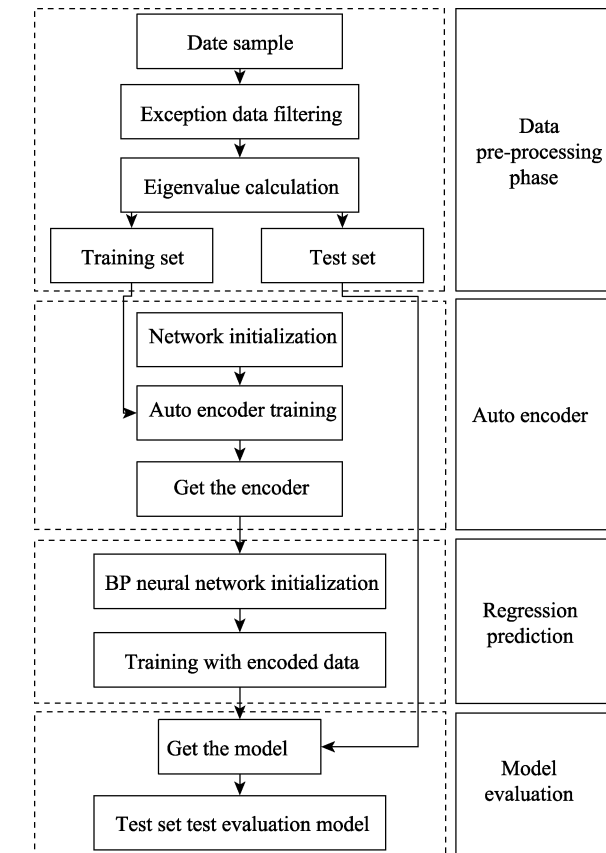 Date sample
Exception data filtering
Eigenvalue calculation
Training set
Test set
Data
pre-processing
phase
Network initialization
Auto encoder training
Get the encoder
Auto encoder
BP neural network initialization
Training with encoded data
Regression
prediction
Get the model
Test set test evaluation model
Model
evaluation